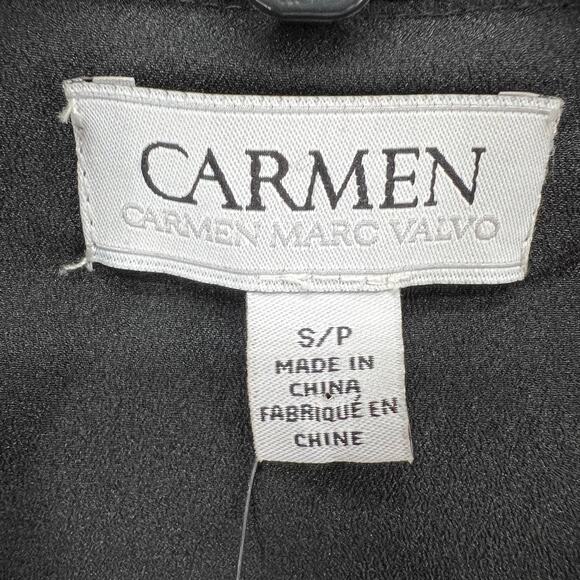 CARMEN
CARMEN MARC VALVO
S/P
MADE IN
CHINA
FABRIQUÉ EN
CHINE